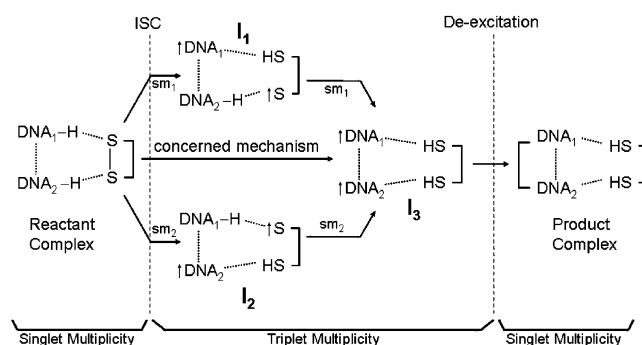 ISC
De-excitation
I₁
↑DNA₁ HS
DNA₂–H ↑S
sm₁
sm₁
DNA₁–H S
DNA₂–H S
concerned mechanism
↑DNA₁ HS
↑DNA₂ HS
I₃
DNA₁ HS
DNA₂ HS
Reactant
Complex
sm₂
DNA₁–H ↑S
↑DNA₂ HS
sm₂
I₂
Product
Complex
Singlet Multiplicity
Triplet Multiplicity
Singlet Multiplicity